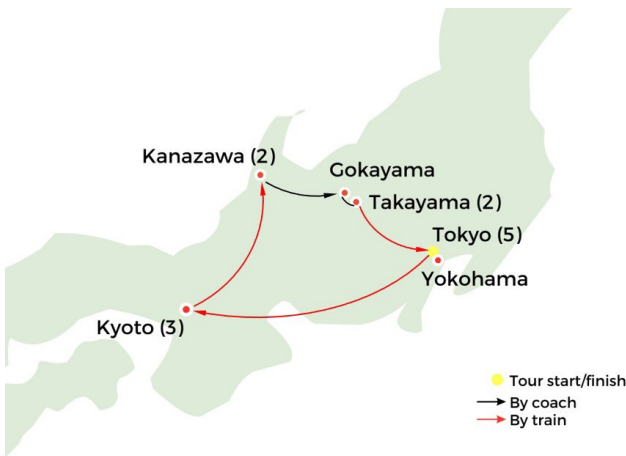 Kanazawa (2)
Gokayama
Takayama (2)
Tokyo (5)
Yokohama
Kyoto (3)
Tour start/finish
By coach
By train